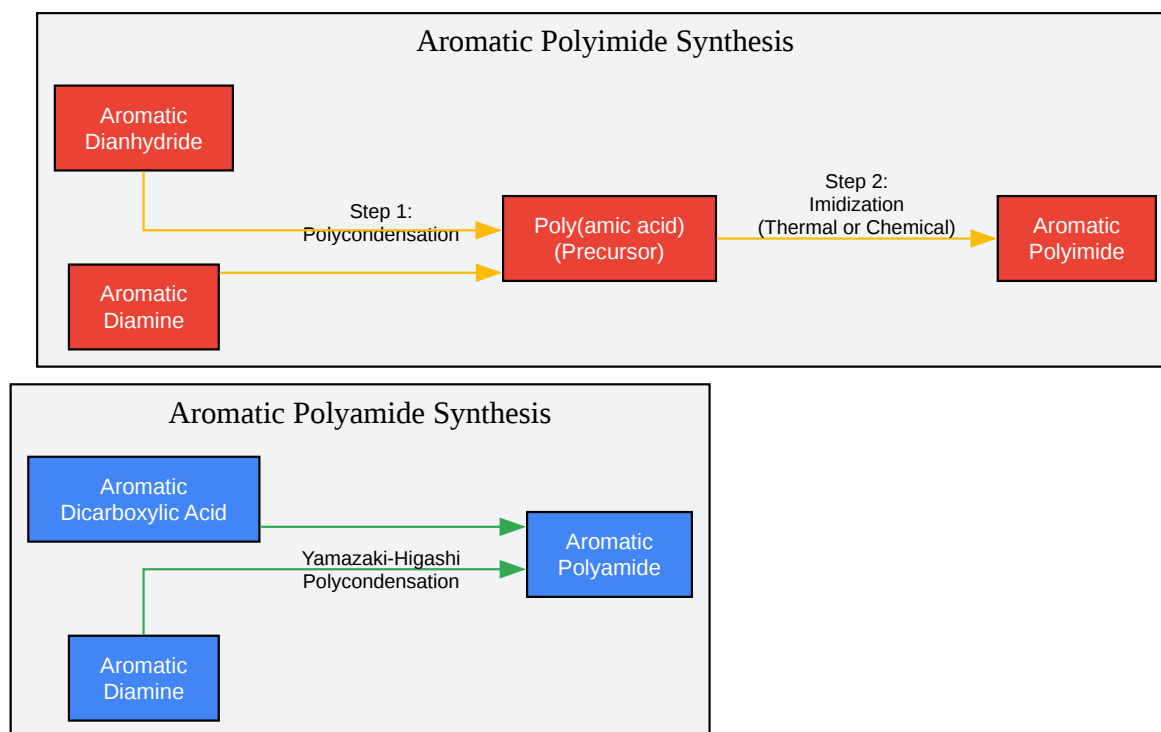 Aromatic Polyimide Synthesis
Aromatic
Dianhydride
Step 1:
Polycondensation
Aromatic
Diamine
Poly(amic acid)
(Precursor)
Step 2:
Imidization
(Thermal or Chemical)
Aromatic
Polyimide
Aromatic Polyamide Synthesis
Aromatic
Dicarboxylic Acid
Yamazaki-Higashi
Polycondensation
Aromatic
Polyamide
Aromatic
Diamine